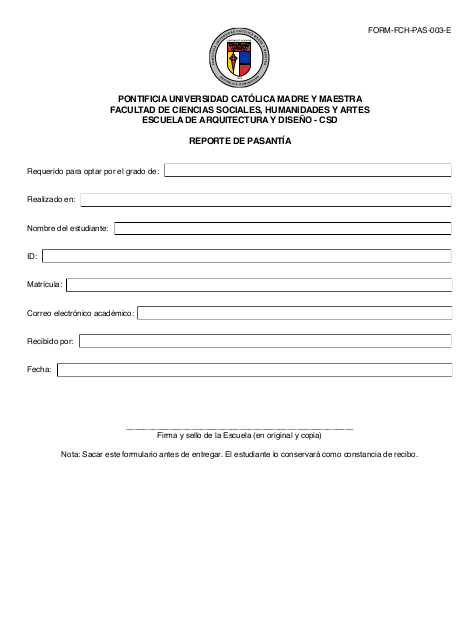 FORM-FCH-PAS-003-E
PONTIFICIA UNIVERSIDAD CATÓLICA MADRE Y MAESTRA
FACULTAD DE CIENCIAS SOCIALES, HUMANIDADES Y ARTES
ESCUELA DE ARQUITECTURA Y DISEÑO - CSD
REPORTE DE PASANTÍA
Requerido para optar por el grado de:
Realizado en:
Nombre del estudiante:
ID:
Matrícula:
Correo electrónico académico:
Recibido por:
Fecha:
Firma y sello de la Escuela (en original y copia)
Nota: Sacar este formulario antes de entregar. El estudiante lo conservará como constancia de recibo.